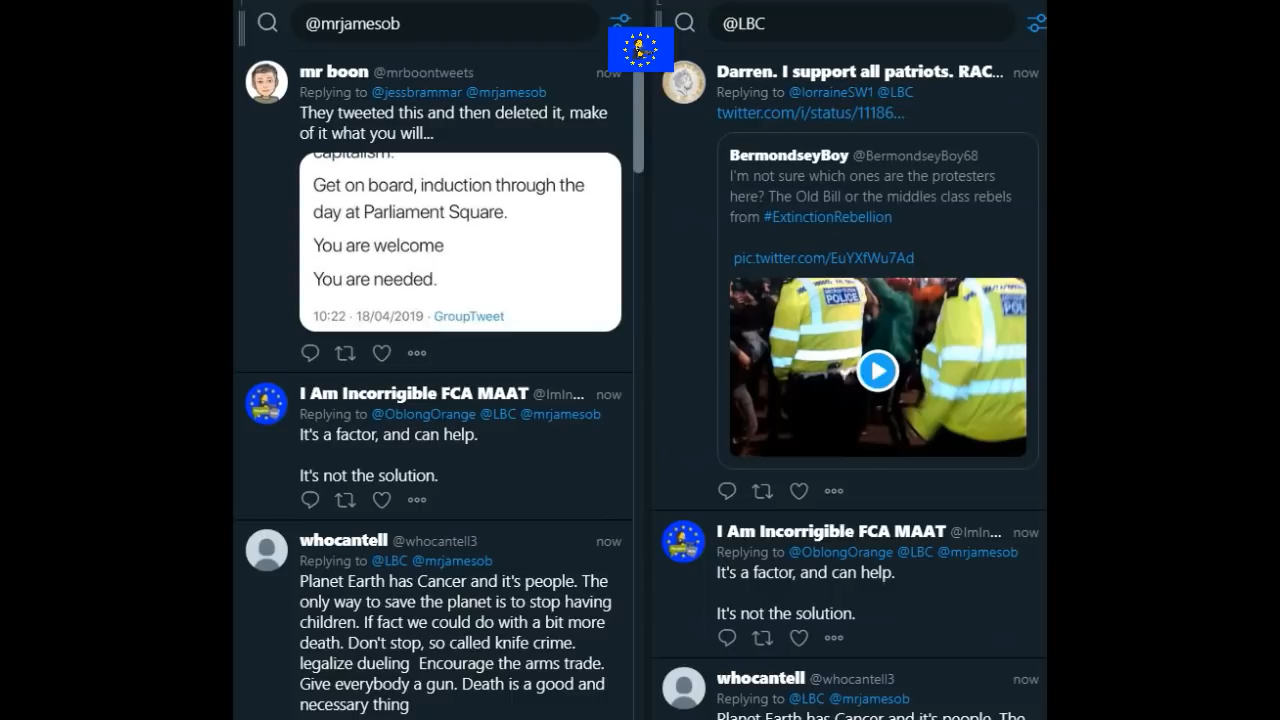 @mrjamesob
mr boon @mrboontweets now
Replying to @jessbrammar @mrjamesob
They tweeted this and then deleted it, make
of it what you will...
capitalism.
Get on board, induction through the
day at Parliament Square.
You are welcome
You are needed.
10:22 · 18/04/2019 · GroupTweet
I Am Incorrigible FCA MAAT @ImIn... now
Replying to @OblongOrange @LBC @mrjamesob
It's a factor, and can help.
It's not the solution.
whocantell @whocantell3 now
Replying to @LBC @mrjamesob
Planet Earth has Cancer and it's people. The
only way to save the planet is to stop having
children. If fact we could do with a bit more
death. Don't stop, so called knife crime.
legalize dueling Encourage the arms trade.
Give everybody a gun. Death is a good and
necessary thing
@LBC
Darren. I support all patriots. RAC... now
Replying to @lorraineSW1 @LBC
twitter.com/i/status/11186...
BermondseyBoy @BermondseyBoy68
I'm not sure which ones are the protesters
here? The Old Bill or the middles class rebels
from #ExtinctionRebellion
pic.twitter.com/EuYXfWu7Ad
POLICE
POL
I Am Incorrigible FCA MAAT @ImIn... now
Replying to @OblongOrange @LBC @mrjamesob
It's a factor, and can help.
It's not the solution.
whocantell @whocantell3 now
Replying to @LBC @mrjamesob
Planet Earth has Cancer and it's people. The